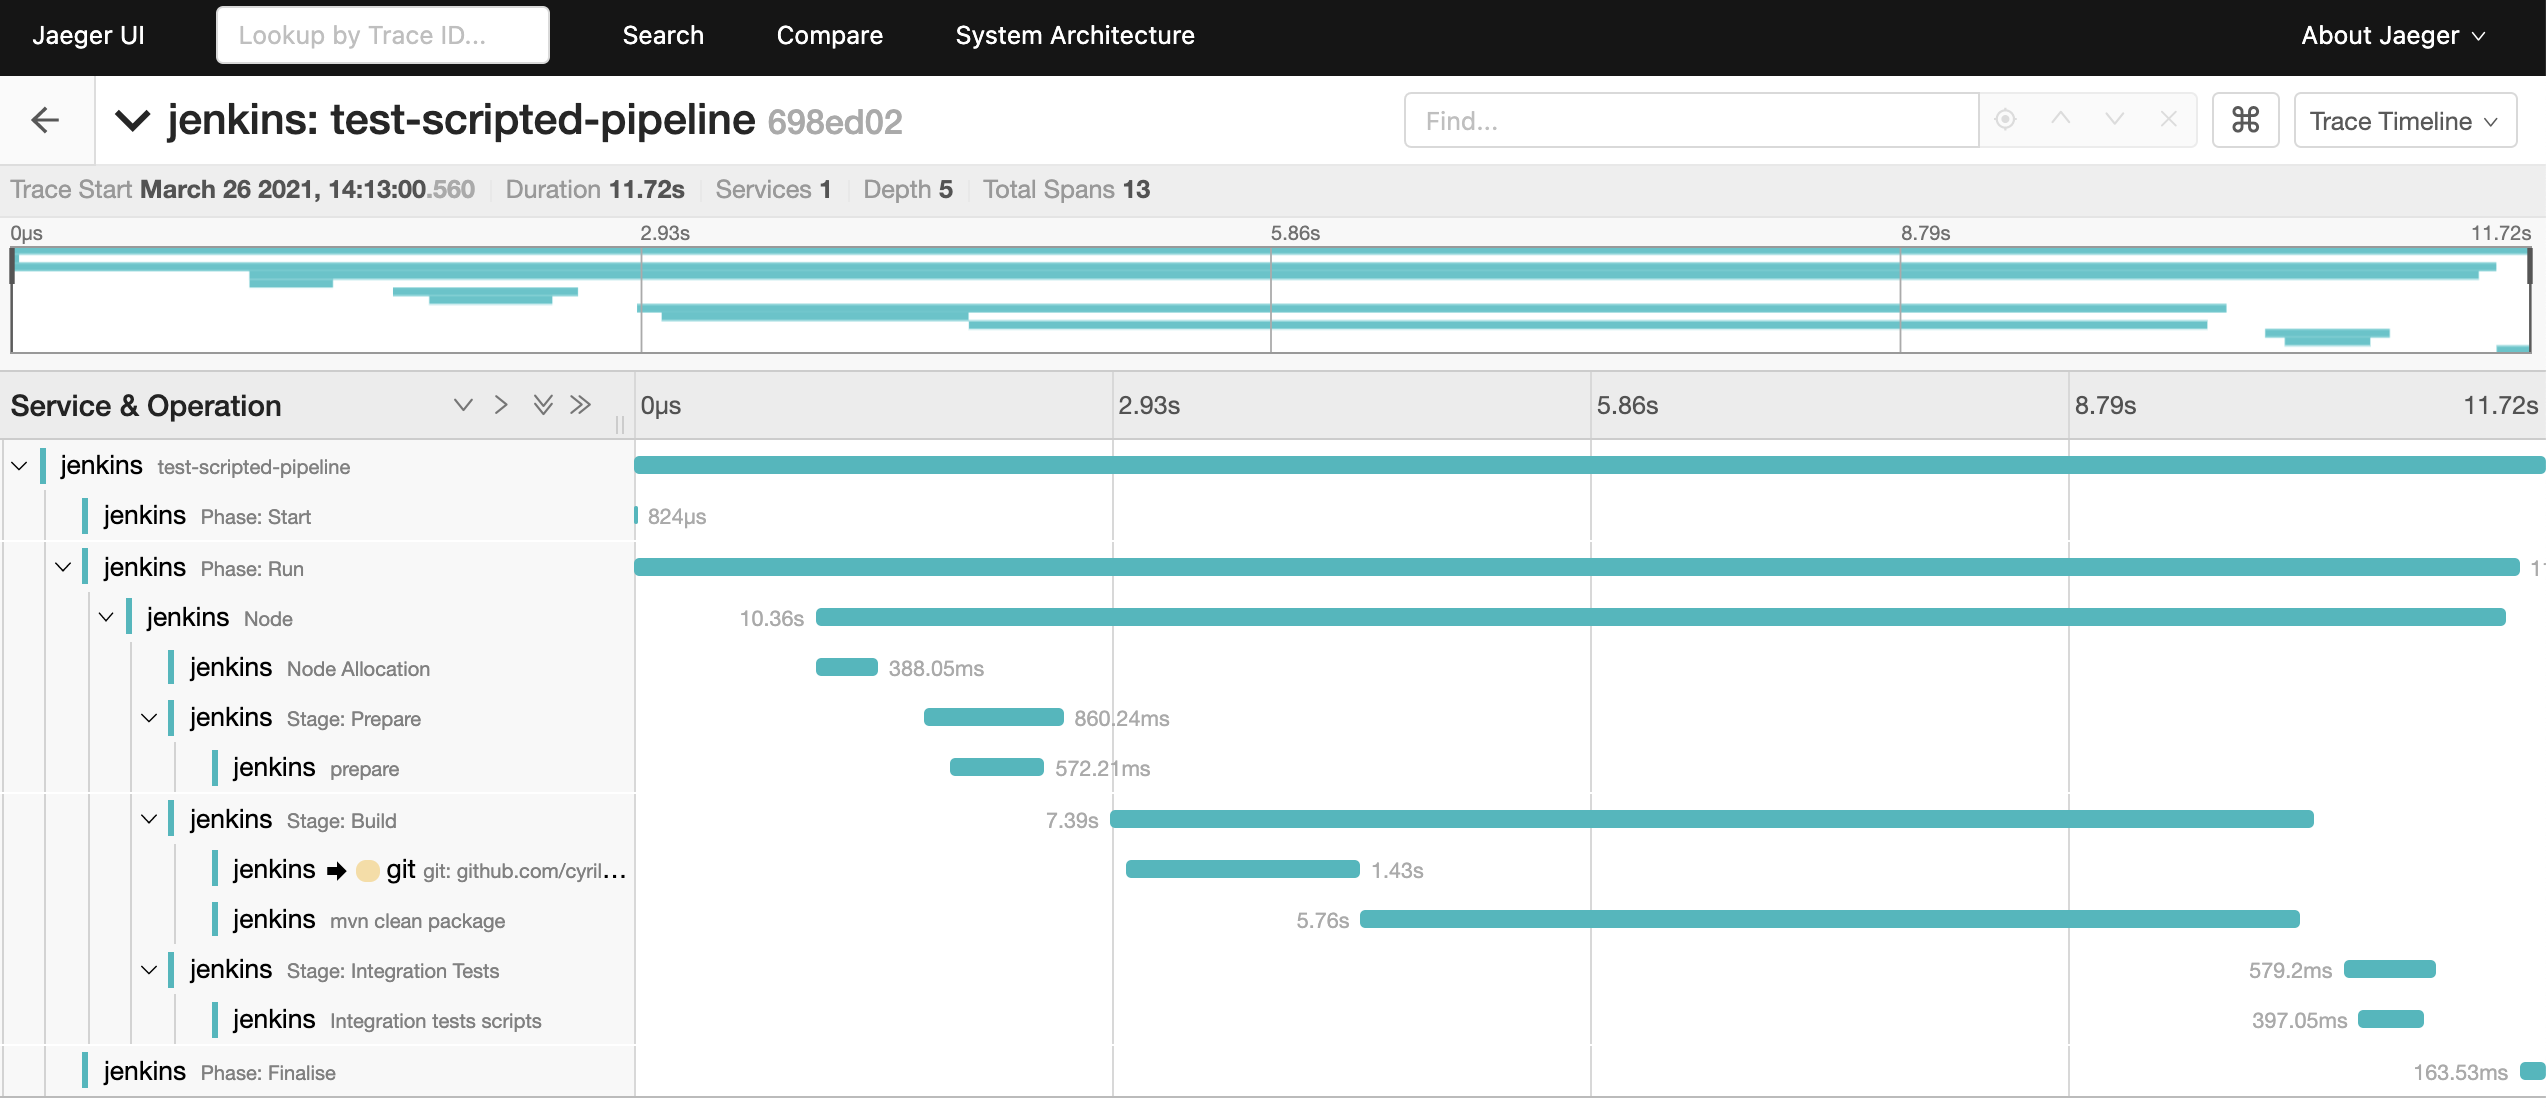 Jaeger UI Lookup by Trace ID... Search Compare System Architecture About Jaeger
jenkins: test-scripted-pipeline 698ed02 Find... ⌘ Trace Timeline
Trace Start March 26 2021, 14:13:00.560 Duration 11.72s Services 1 Depth 5 Total Spans 13
0μs 2.93s 5.86s 8.79s 11.72s
Service & Operation 0μs 2.93s 5.86s 8.79s 11.72s
jenkins test-scripted-pipeline
jenkins Phase: Start 824μs
jenkins Phase: Run
jenkins Node 10.36s
jenkins Node Allocation 388.05ms
jenkins Stage: Prepare 860.24ms
jenkins prepare 572.21ms
jenkins Stage: Build 7.39s
jenkins ➡ git git: github.com/cyril... 1.43s
jenkins mvn clean package 5.76s
jenkins Stage: Integration Tests 579.2ms
jenkins Integration tests scripts 397.05ms
jenkins Phase: Finalise 163.53ms